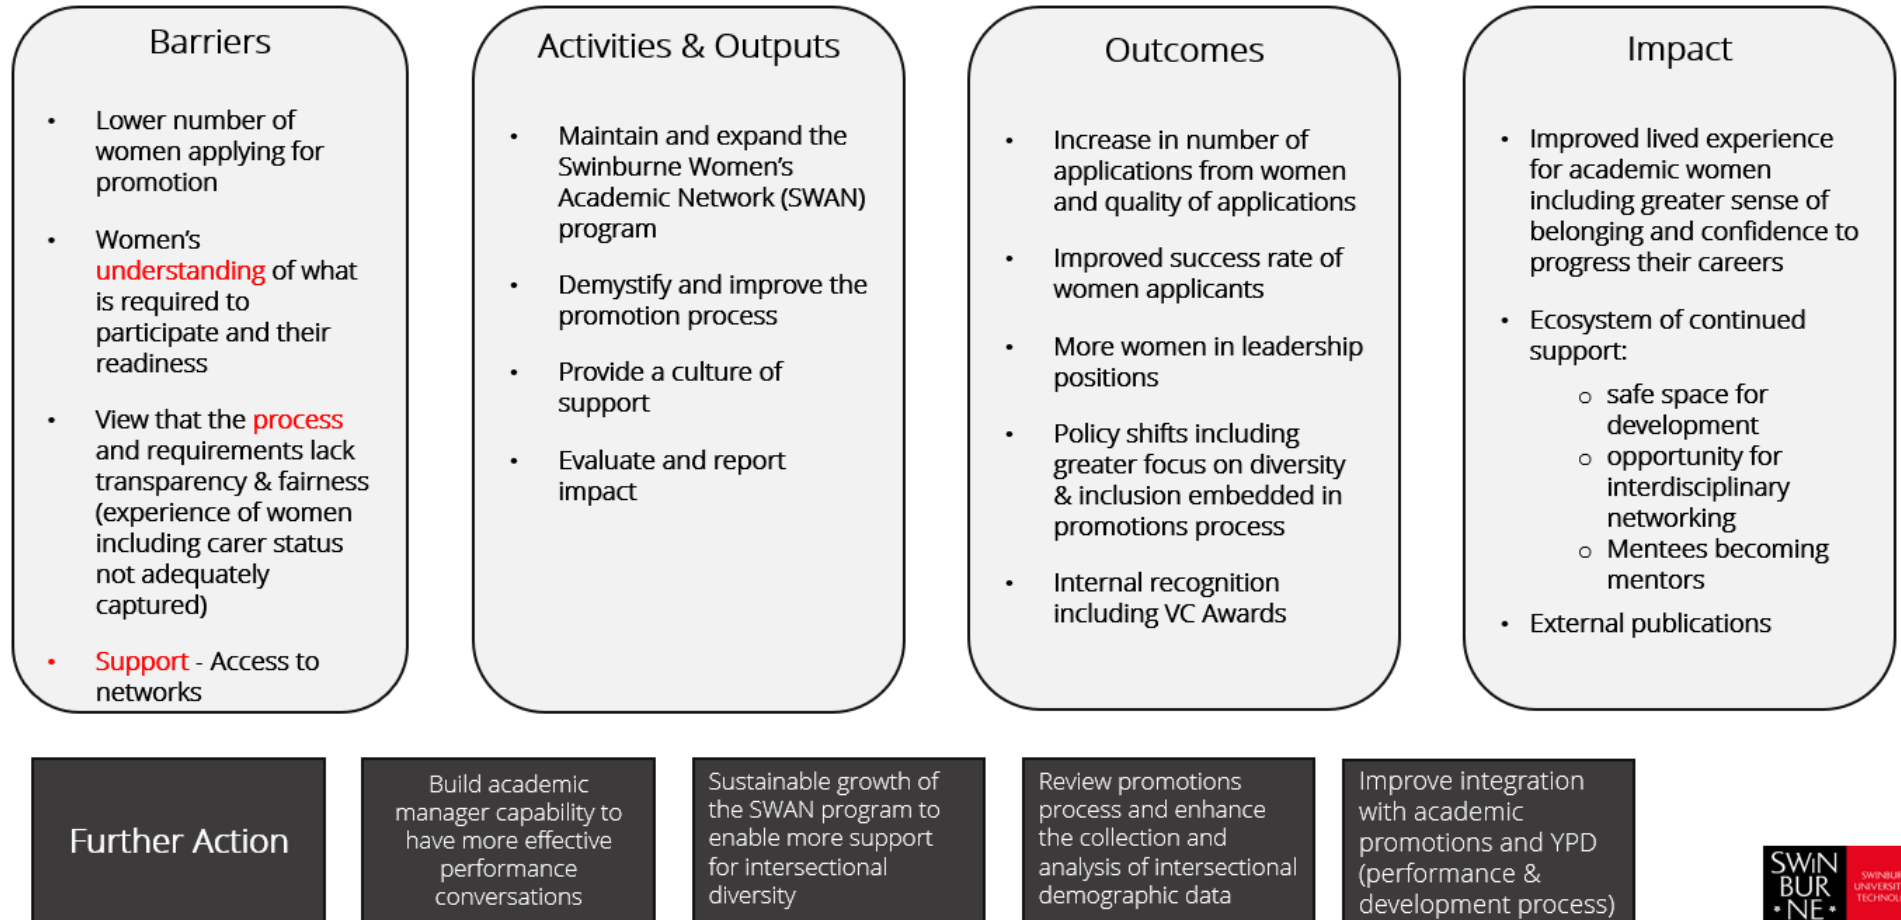 Barriers
• Lower number of
women applying for
promotion
• Women's
understanding of what
is required to
participate and their
readiness
• View that the process
and requirements lack
transparency & fairness
(experience of women
including carer status
not adequately
captured)
• Support - Access to
networks
Activities & Outputs
• Maintain and expand the
Swinburne Women's
Academic Network (SWAN)
program
• Demystify and improve the
promotion process
• Provide a culture of
support
• Evaluate and report
impact
Outcomes
• Increase in number of
applications from women
and quality of applications
• Improved success rate of
women applicants
• More women in leadership
positions
• Policy shifts including
greater focus on diversity
& inclusion embedded in
promotions process
• Internal recognition
including VC Awards
Impact
• Improved lived experience
for academic women
including greater sense of
belonging and confidence to
progress their careers
• Ecosystem of continued
support:
o safe space for
development
o opportunity for
interdisciplinary
networking
o Mentees becoming
mentors
• External publications
Further Action
Build academic
manager capability to
have more effective
performance
conversations
Sustainable growth of
the SWAN program to
enable more support
for intersectional
diversity
Review promotions
process and enhance
the collection and
analysis of intersectional
demographic data
Improve integration
with academic
promotions and YPD
(performance &
development process)
SWIN
BUR
* NE *